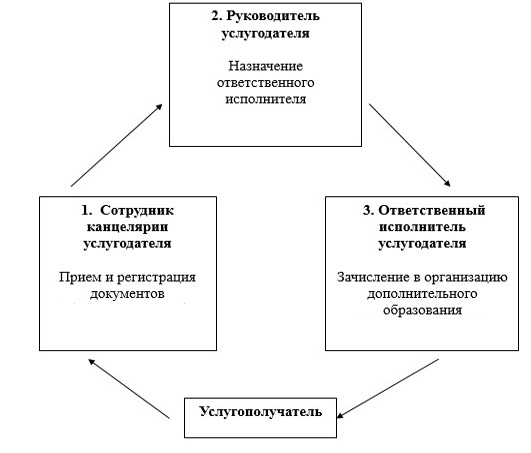 2. Руководитель
услугодателя
Назначение
ответственного
исполнителя
1. Сотрудник
канцелярии
услугодателя
Прием и регистрация
документов
3. Ответственный
исполнитель
услугодателя
Зачисление в организацию
дополнительного
образования
Услугополучатель